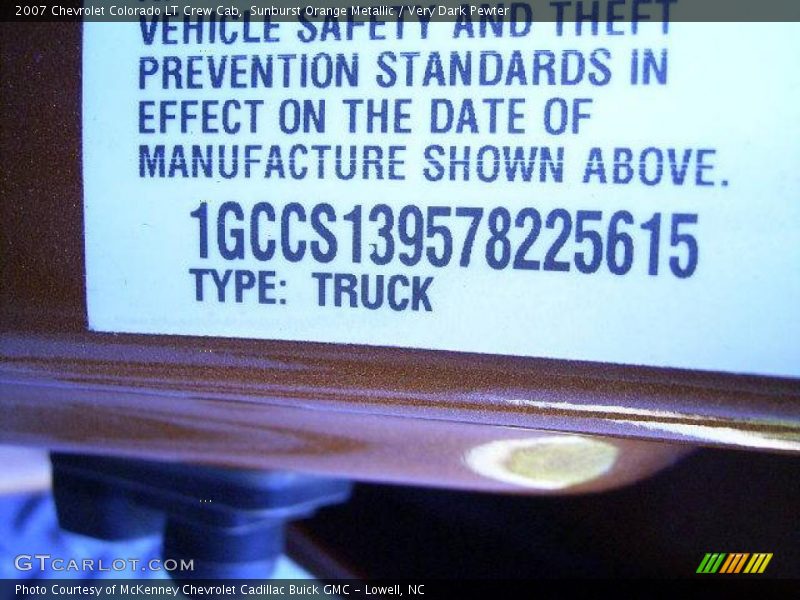 2007 Chevrolet Colorado LT Crew Cab, Sunburst Orange Metallic / Very Dark Pewter
VEHICLE SAFETY AND THEFT
PREVENTION STANDARDS IN
EFFECT ON THE DATE OF
MANUFACTURE SHOWN ABOVE.
1GCCS139578225615
TYPE: TRUCK
GTCARLOT.COM
Photo Courtesy of McKenney Chevrolet Cadillac Buick GMC - Lowell, NC